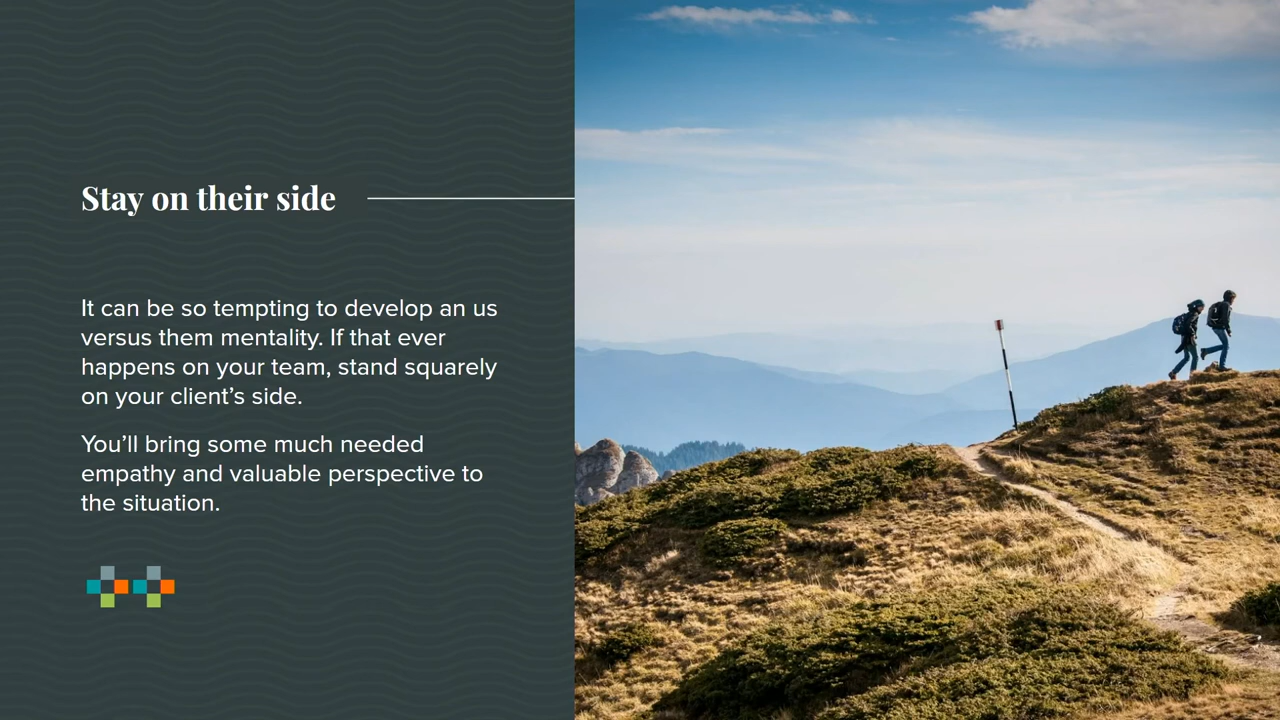 Stay on their side
It can be so tempting to develop an us
versus them mentality. If that ever
happens on your team, stand squarely
on your client’s side.
You’ll bring some much needed
empathy and valuable perspective to
the situation.